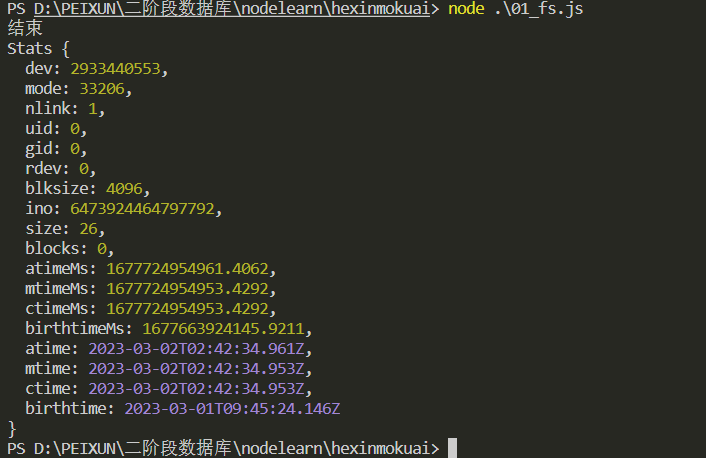 PS D:\PEIXUN\二阶段数据库\nodelearn\hexinmokuai> node .\01_fs.js
结束
Stats {
  dev: 2933440553,
  mode: 33206,
  nlink: 1,
  uid: 0,
  gid: 0,
  rdev: 0,
  blksize: 4096,
  ino: 6473924464797792,
  size: 26,
  blocks: 0,
  atimeMs: 1677724954961.4062,
  mtimeMs: 1677724954953.4292,
  ctimeMs: 1677724954953.4292,
  birthtimeMs: 1677663924145.9211,
  atime: 2023-03-02T02:42:34.961Z,
  mtime: 2023-03-02T02:42:34.953Z,
  ctime: 2023-03-02T02:42:34.953Z,
  birthtime: 2023-03-01T09:45:24.146Z
}
PS D:\PEIXUN\二阶段数据库\nodelearn\hexinmokuai>